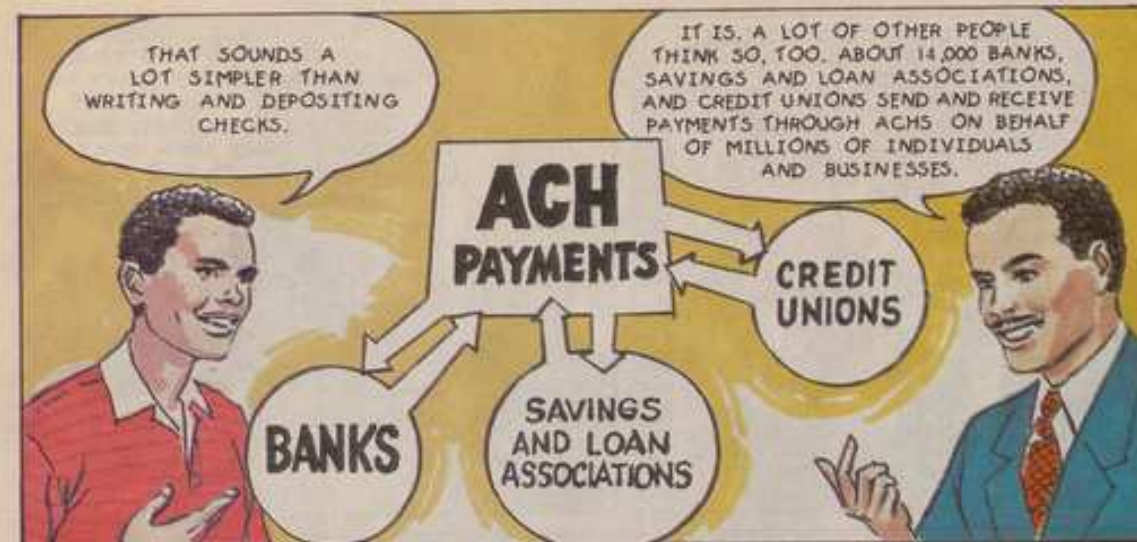 THAT SOUNDS A
LOT SIMPLER THAN
WRITING AND DEPOSITING
CHECKS.
IT IS. A LOT OF OTHER PEOPLE
THINK SO, TOO. ABOUT 14,000 BANKS,
SAVINGS AND LOAN ASSOCIATIONS,
AND CREDIT UNIONS SEND AND RECEIVE
PAYMENTS THROUGH ACHS ON BEHALF
OF MILLIONS OF INDIVIDUALS
AND BUSINESSES.
ACH
PAYMENTS
CREDIT
UNIONS
BANKS
SAVINGS
AND LOAN
ASSOCIATIONS